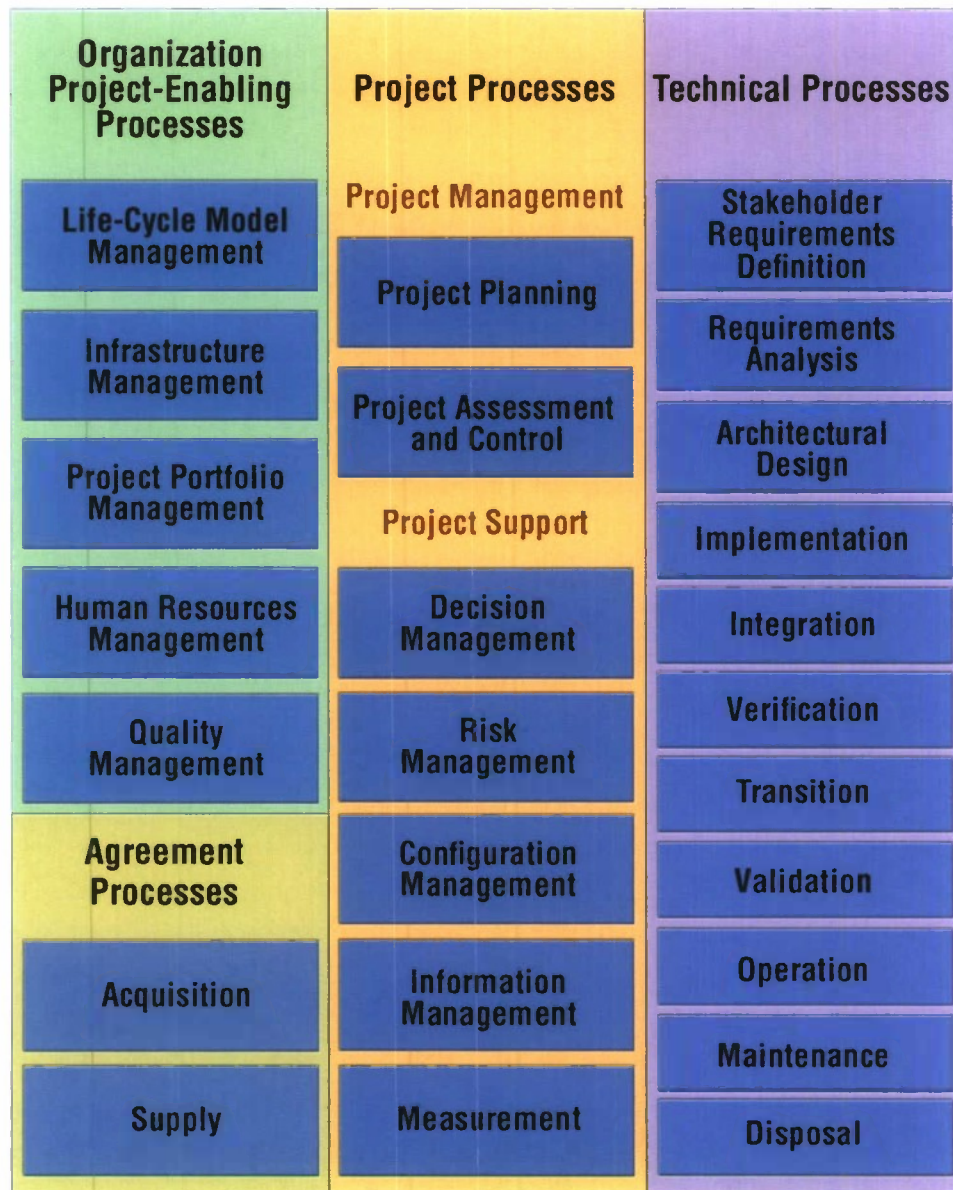 Organization
Project-Enabling
Processes
Life-Cycle Model
Management
Infrastructure
Management
Project Portfolio
Management
Human Resources
Management
Quality
Management
Agreement
Processes
Acquisition
Supply
Project Processes
Project Management
Project Planning
Project Assessment
and Control
Project Support
Decision
Management
Risk
Management
Configuration
Management
Information
Management
Measurement
Technical Processes
Stakeholder
Requirements
Definition
Requirements
Analysis
Architectural
Design
Implementation
Integration
Verification
Transition
Validation
Operation
Maintenance
Disposal